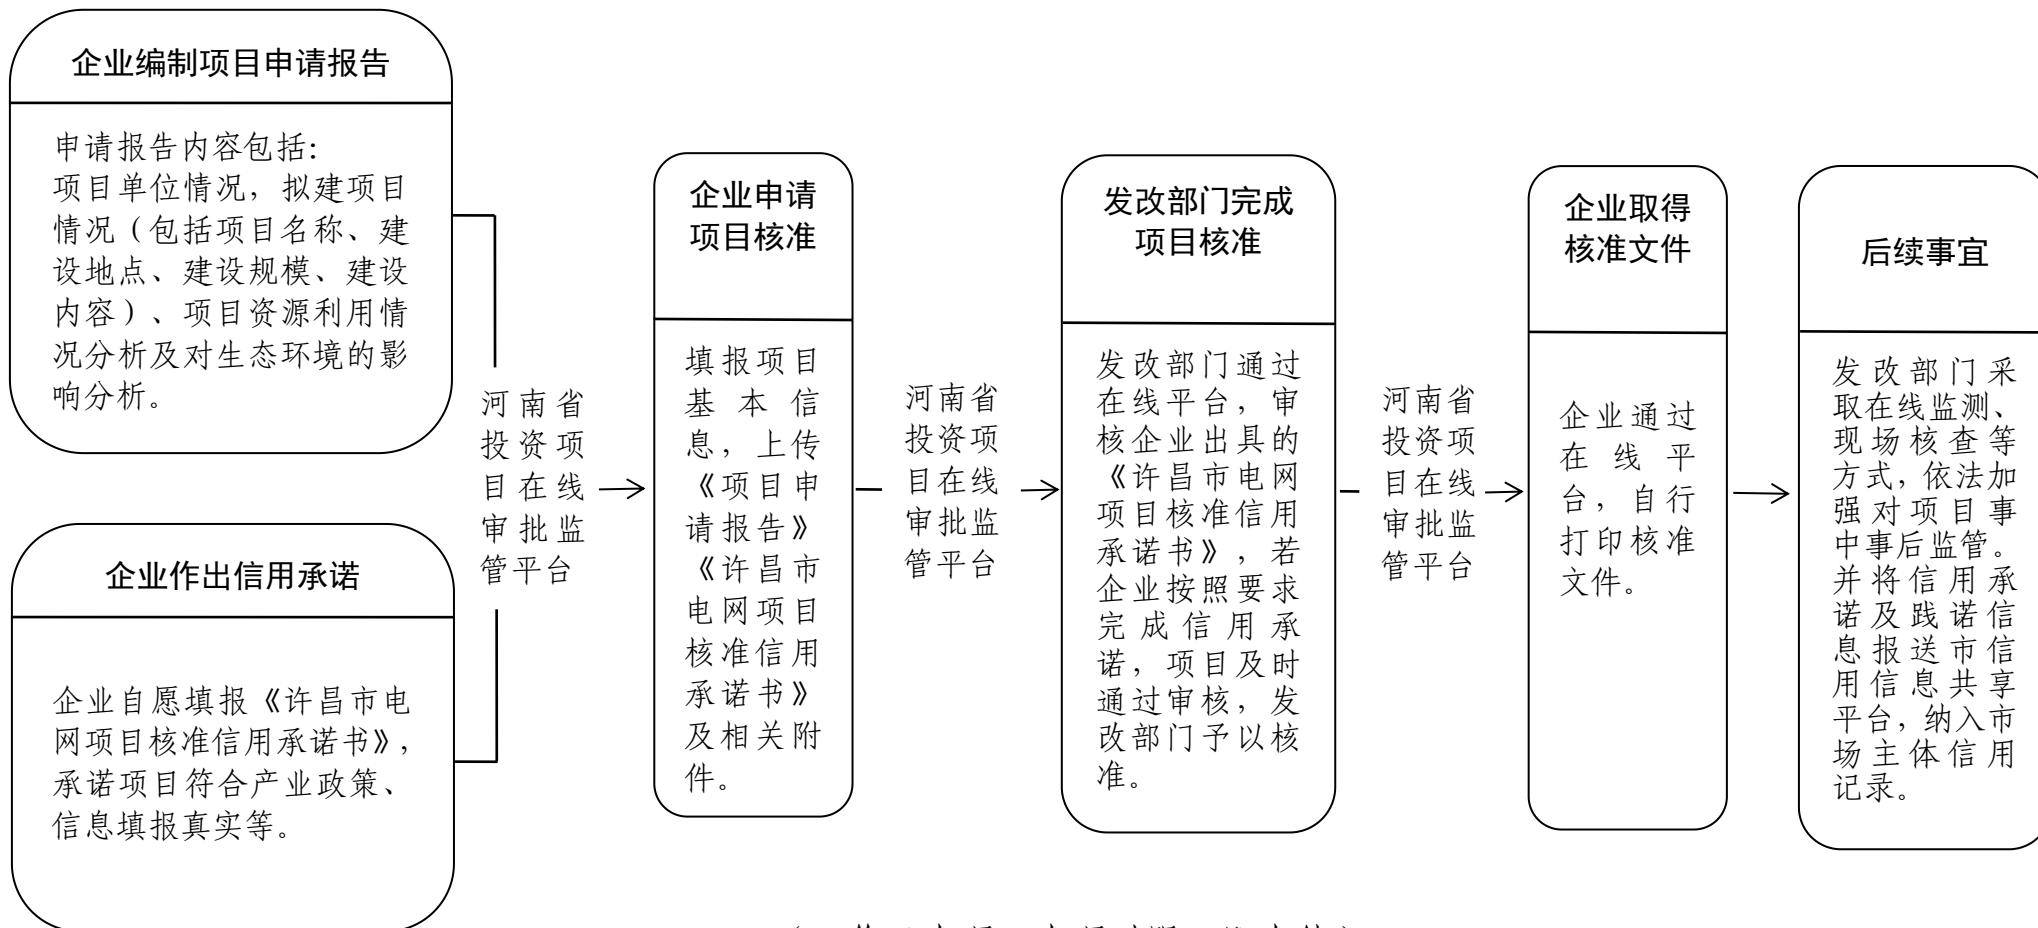 企业编制项目申请报告
申请报告内容包括:
项目单位情况，拟建项目
情况（包括项目名称、建
设地点、建设规模、建设
内容）、项目资源利用情
况分析及对生态环境的影
响分析。
企业作出信用承诺
企业自愿填报《许昌市电
网项目核准信用承诺书》，
承诺项目符合产业政策、
信息填报真实等。
河南省
投资项
目在线
审批监
管平台
企业申请
项目核准
填报项目
基本信
息，上传
《项目申
请报告》
《许昌市
电网项目
核准信用
承诺书》
及相关附
件。
河南省
投资项
目在线
审批监
管平台
发改部门完成
项目核准
发改部门通过
在线平台，审
核企业出具的
《许昌市电网
项目核准信用
承诺书》，若
企业按照要求
完成信用承
诺，项目及时
通过审核，发
改部门予以核
准。
河南省
投资项
目在线
审批监
管平台
企业取得
核准文件
企业通过
在线平
台，自行
打印核准
文件。
后续事宜
发改部门采
取在线监测、
现场核查等
方式，依法加
强对项目事
中事后监管。
并将信用承
诺及践诺信
息报送市信
用信息共享
平台，纳入市
场主体信用
记录。